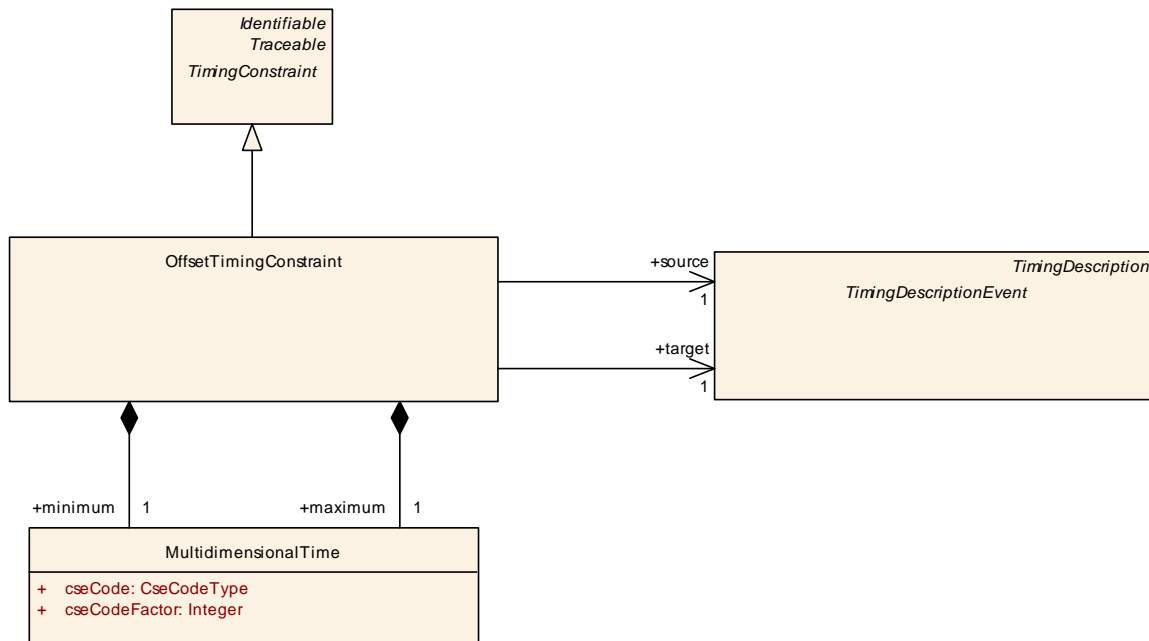 Identifiable
Traceable
TimingConstraint
OffsetTimingConstraint
+source
1
TimingDescription
TimingDescriptionEvent
+target
1
+minimum 1
+maximum 1
MultidimensionalTime
+ cseCode: CseCodeType
+ cseCodeFactor: Integer